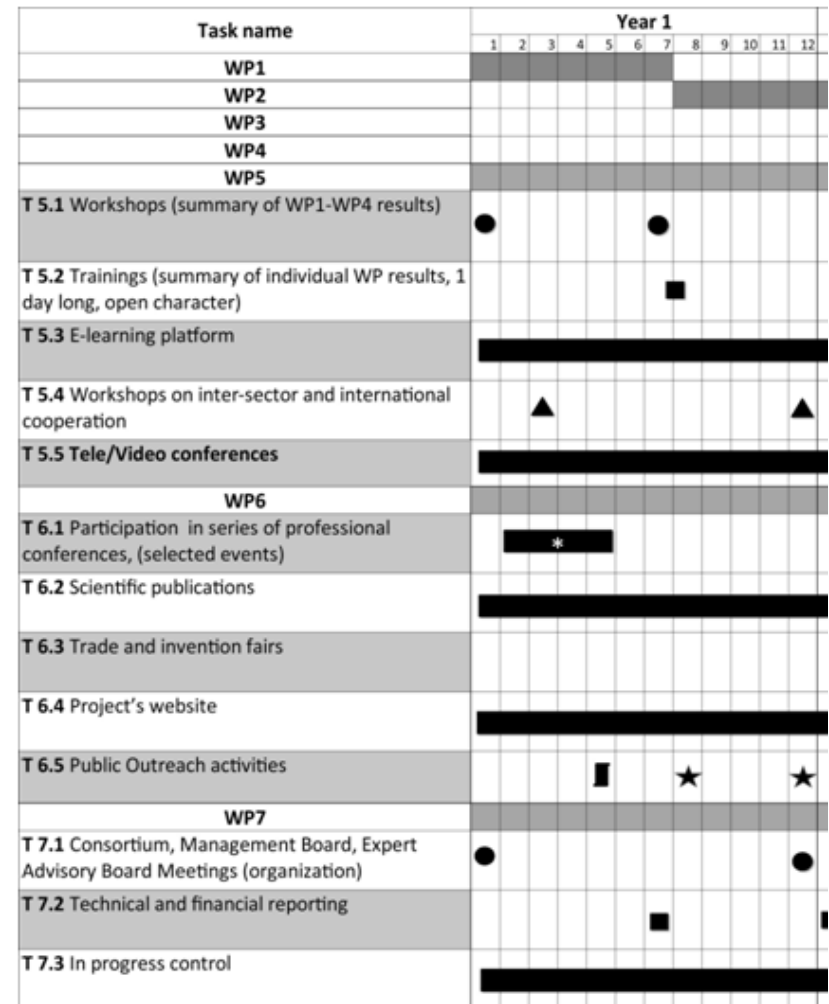 Task name
Year 1
1 2 3 4 5 6 7 8 9 10 11 12
WP1
WP2
WP3
WP4
WP5
T 5.1 Workshops (summary of WP1-WP4 results)
T 5.2 Trainings (summary of individual WP results, 1
day long, open character)
T 5.3 E-learning platform
T 5.4 Workshops on inter-sector and international
cooperation
T 5.5 Tele/Video conferences
WP6
T 6.1 Participation in series of professional
conferences, (selected events)
*
T 6.2 Scientific publications
T 6.3 Trade and invention fairs
T 6.4 Project's website
T 6.5 Public Outreach activities
WP7
T 7.1 Consortium, Management Board, Expert
Advisory Board Meetings (organization)
T 7.2 Technical and financial reporting
T 7.3 In progress control